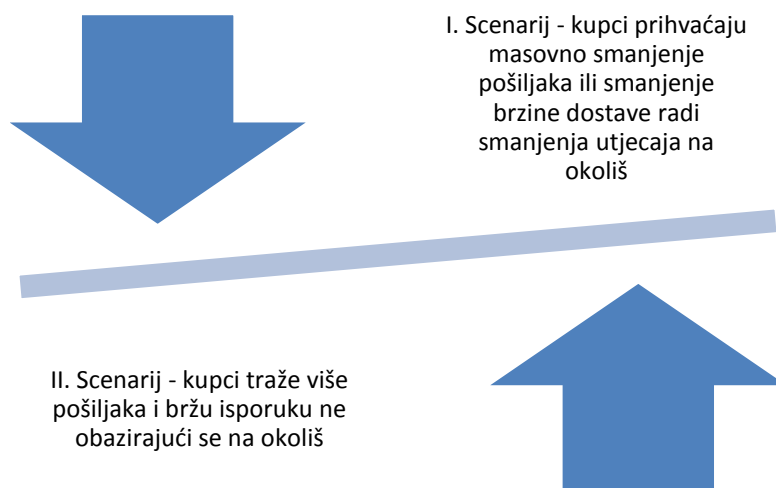 I. Scenarij - kupci prihvaćaju
masovno smanjenje
pošiljaka ili smanjenje
brzine dostave radi
smanjenja utjecaja na
okoliš
II. Scenarij - kupci traže više
pošiljaka i bržu isporuku ne
obazirajući se na okoliš